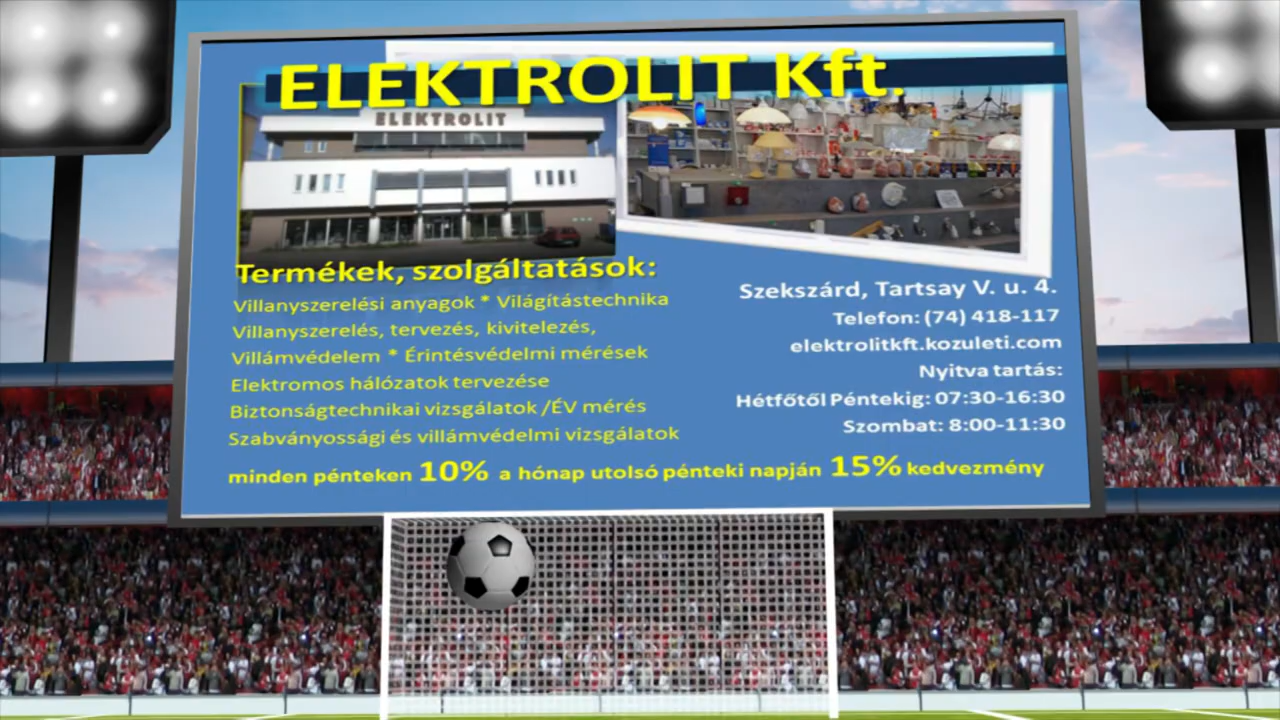 ELEKTROLIT Kft.
ELEKTROLIT
Termékek, szolgáltatások:
Villanyszerelési anyagok * Világítástechnika
Villanyszerelés, tervezés, kivitelezés,
Villámvédelem * Érintésvédelmi mérések
Elektromos hálózatok tervezése
Biztonságtechnikai vizsgálatok /ÉV mérés
Szabványossági és villámvédelmi vizsgálatok
Szekszárd, Tartsay V. u. 4.
Telefon: (74) 418-117
elektrolitkft.kozuleti.com
Nyitva tartás:
Hétfőtől Péntekig: 07:30-16:30
Szombat: 8:00-11:30
minden pénteken 10% a hónap utolsó pénteki napján 15% kedvezmény